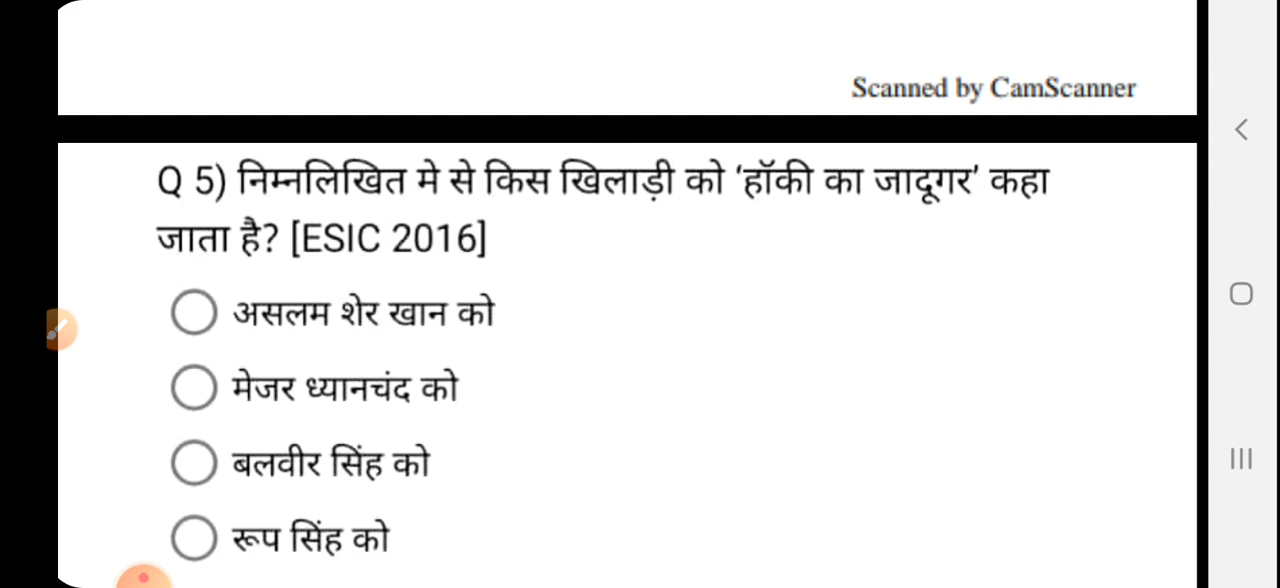 Scanned by CamScanner
Q 5) निम्नलिखित मे से किस खिलाड़ी को ‘हॉकी का जादूगर’ कहा
जाता है? [ESIC 2016]
असलम शेर खान को
मेजर ध्यानचंद को
बलवीर सिंह को
रूप सिंह को